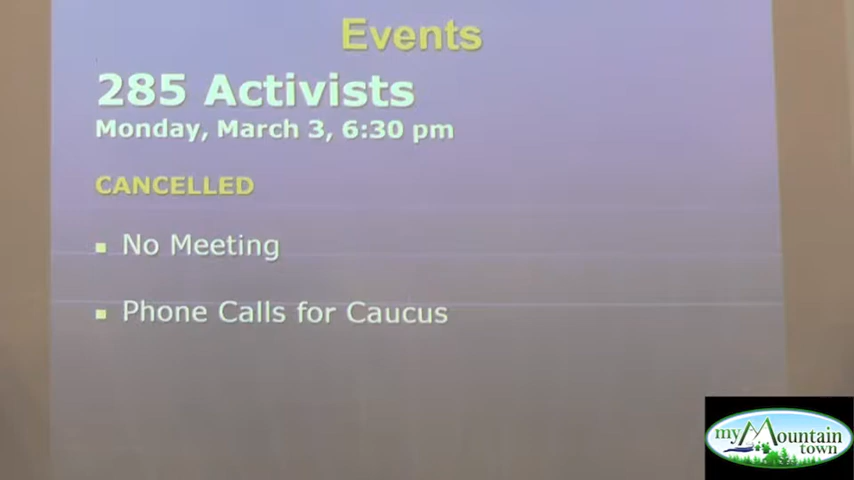 Events
285 Activists
Monday, March 3, 6:30 pm
CANCELLED
No Meeting
Phone Calls for Caucus
my Mountain
town